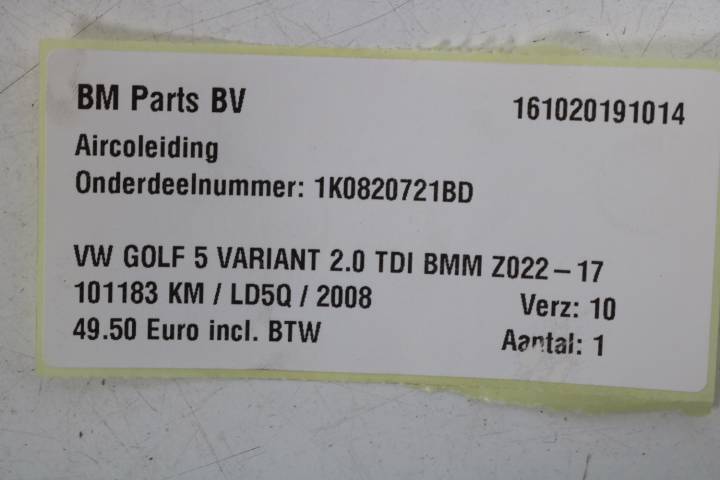 BM Parts BV 161020191014
Aircoleiding
Onderdeelnummer: 1K0820721BD
VW GOLF 5 VARIANT 2.0 TDI BMM Z022-17
101183 KM / LD5Q / 2008 Verz: 10
49.50 Euro incl. BTW Aantal: 1